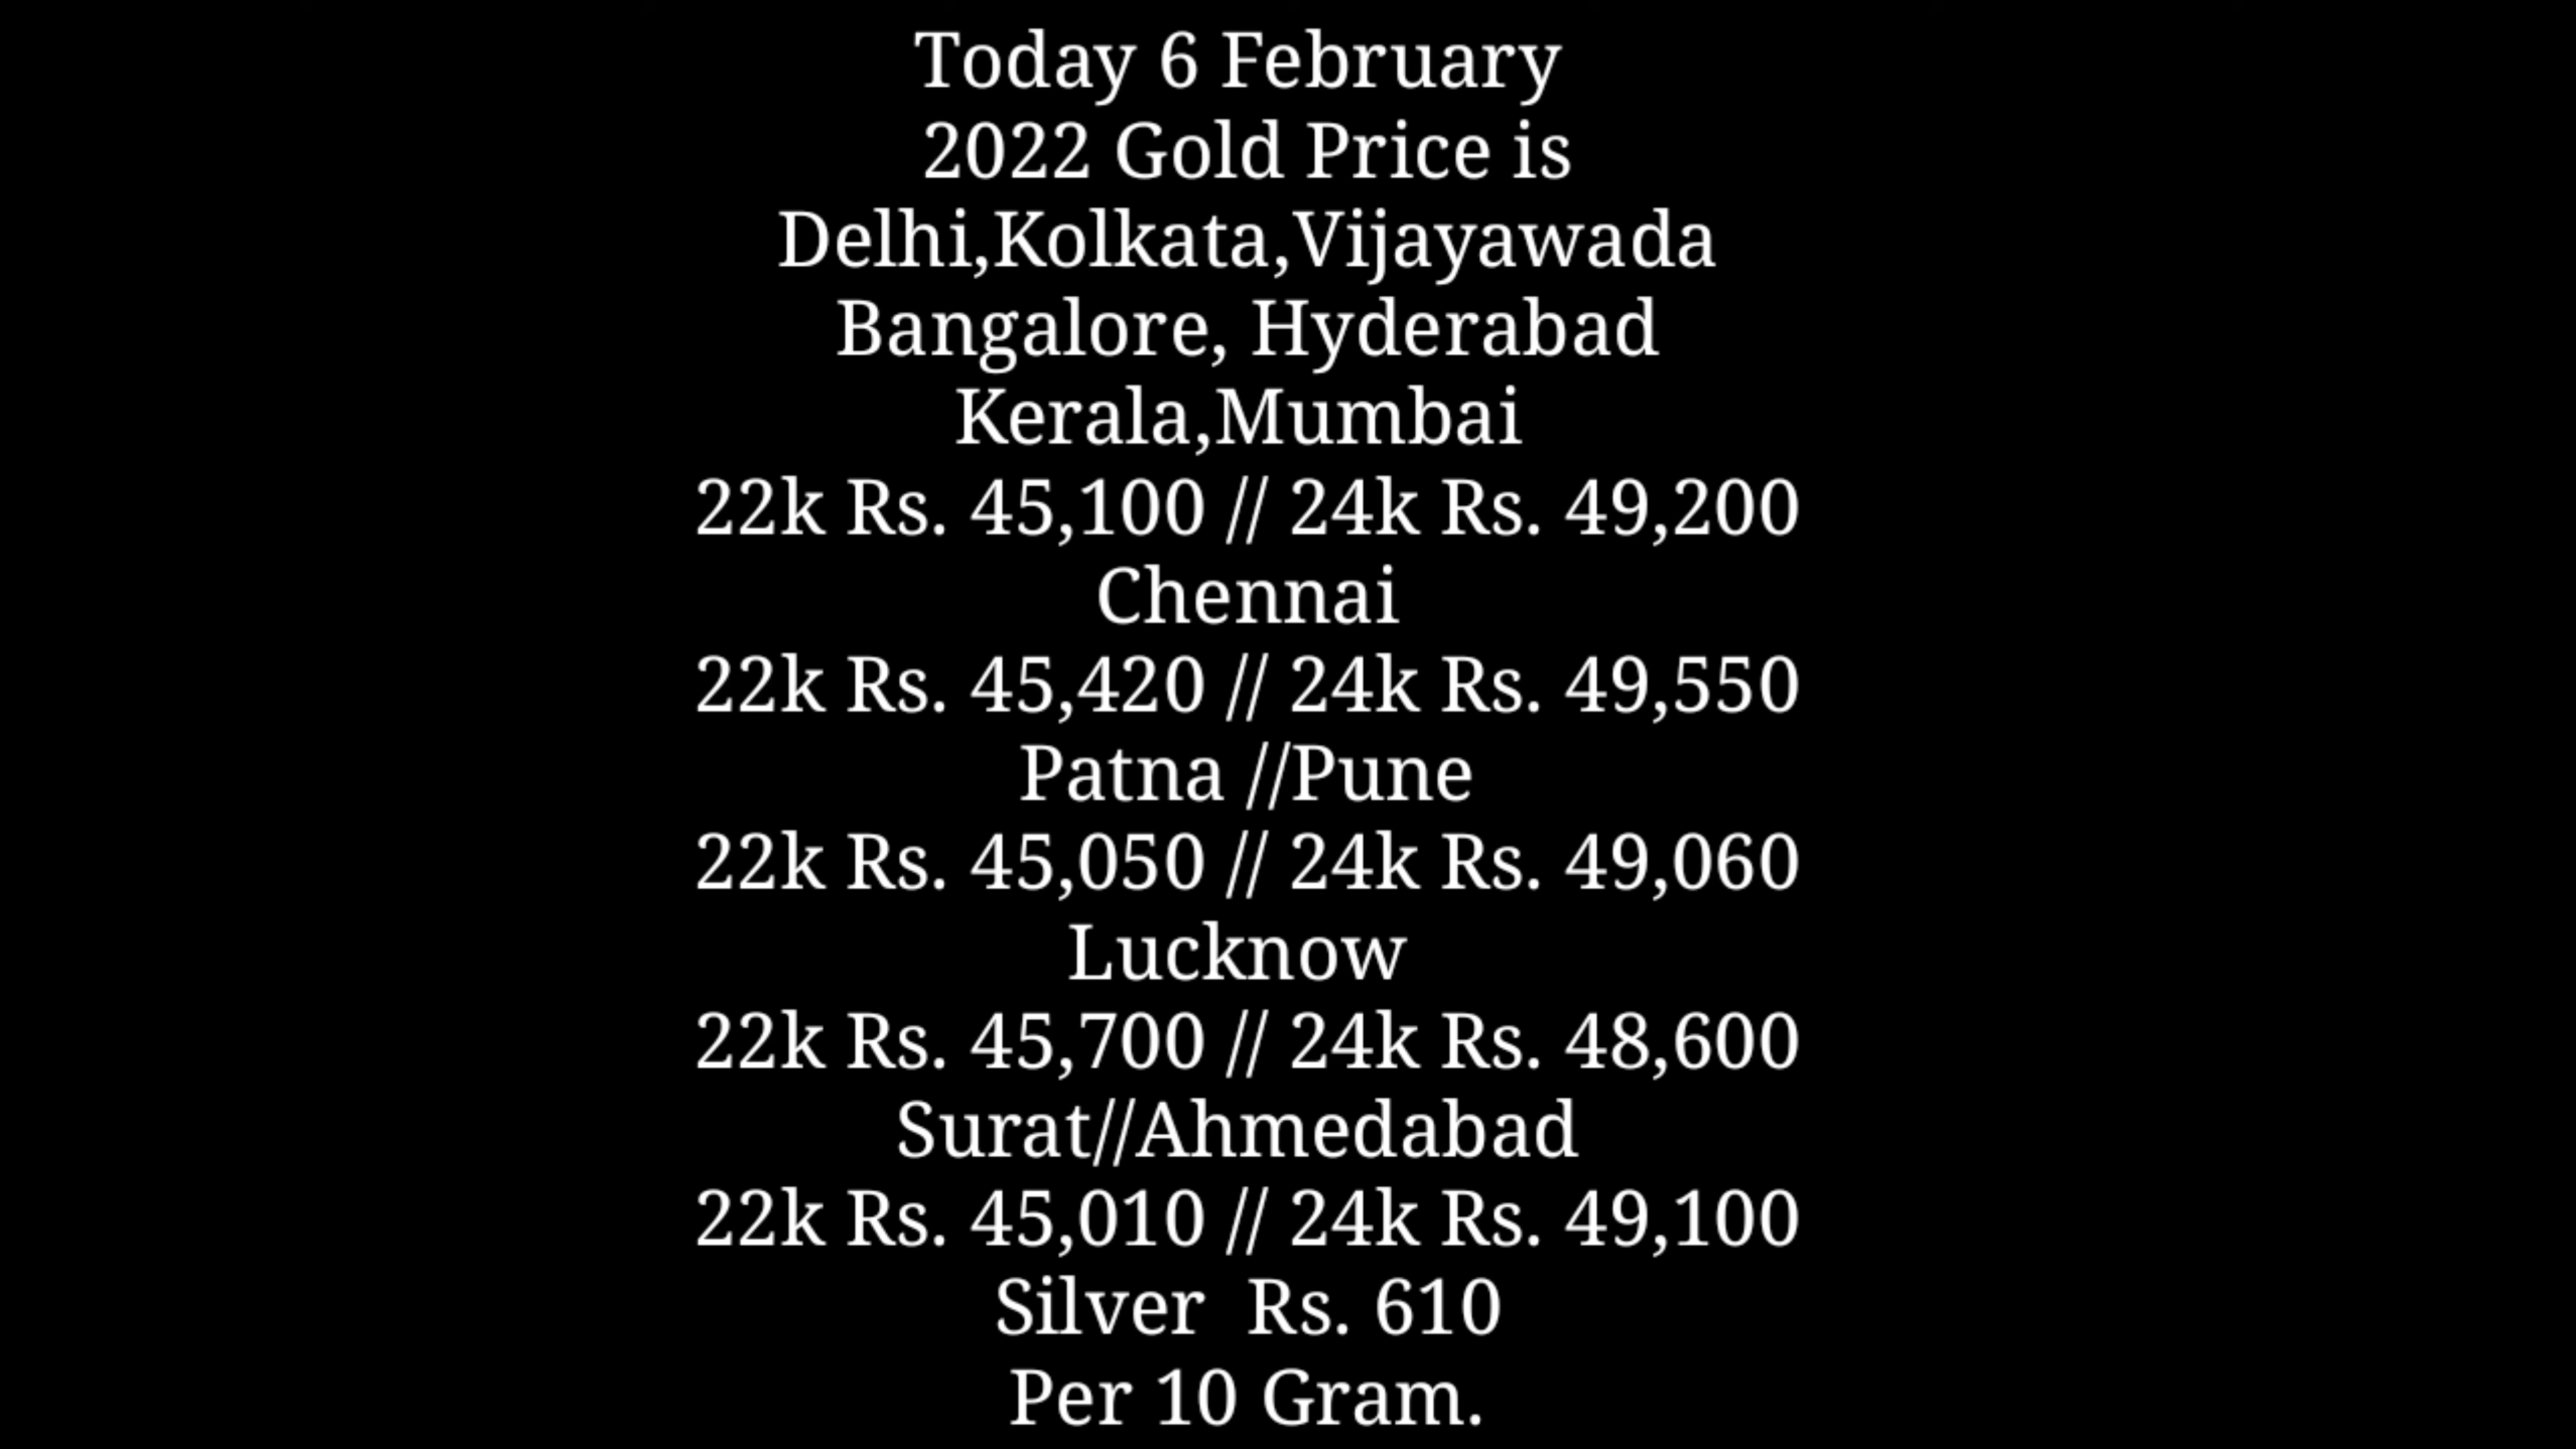 Today 6 February
2022 Gold Price is
Delhi,Kolkata,Vijayawada
Bangalore, Hyderabad
Kerala,Mumbai
22k Rs. 45,100 // 24k Rs. 49,200
Chennai
22k Rs. 45,420 // 24k Rs. 49,550
Patna //Pune
22k Rs. 45,050 // 24k Rs. 49,060
Lucknow
22k Rs. 45,700 // 24k Rs. 48,600
Surat//Ahmedabad
22k Rs. 45,010 // 24k Rs. 49,100
Silver  Rs. 610
Per 10 Gram.